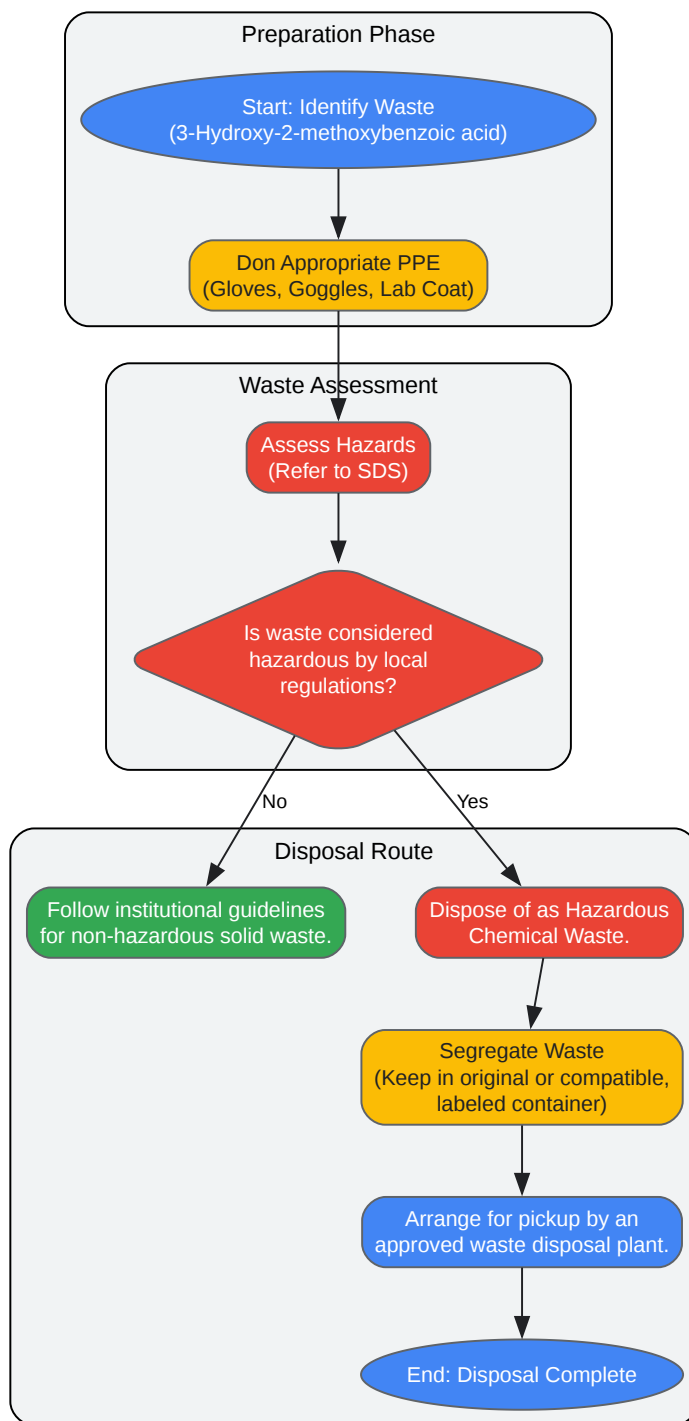 Preparation Phase
Start: Identify Waste
(3-Hydroxy-2-methoxybenzoic acid)
Don Appropriate PPE
(Gloves, Goggles, Lab Coat)
Waste Assessment
Assess Hazards
(Refer to SDS)
Is waste considered
hazardous by local
regulations?
No
Yes
Disposal Route
Follow institutional guidelines
for non-hazardous solid waste.
Dispose of as Hazardous
Chemical Waste.
Segregate Waste
(Keep in original or compatible,
labeled container)
Arrange for pickup by an
approved waste disposal plant.
End: Disposal Complete